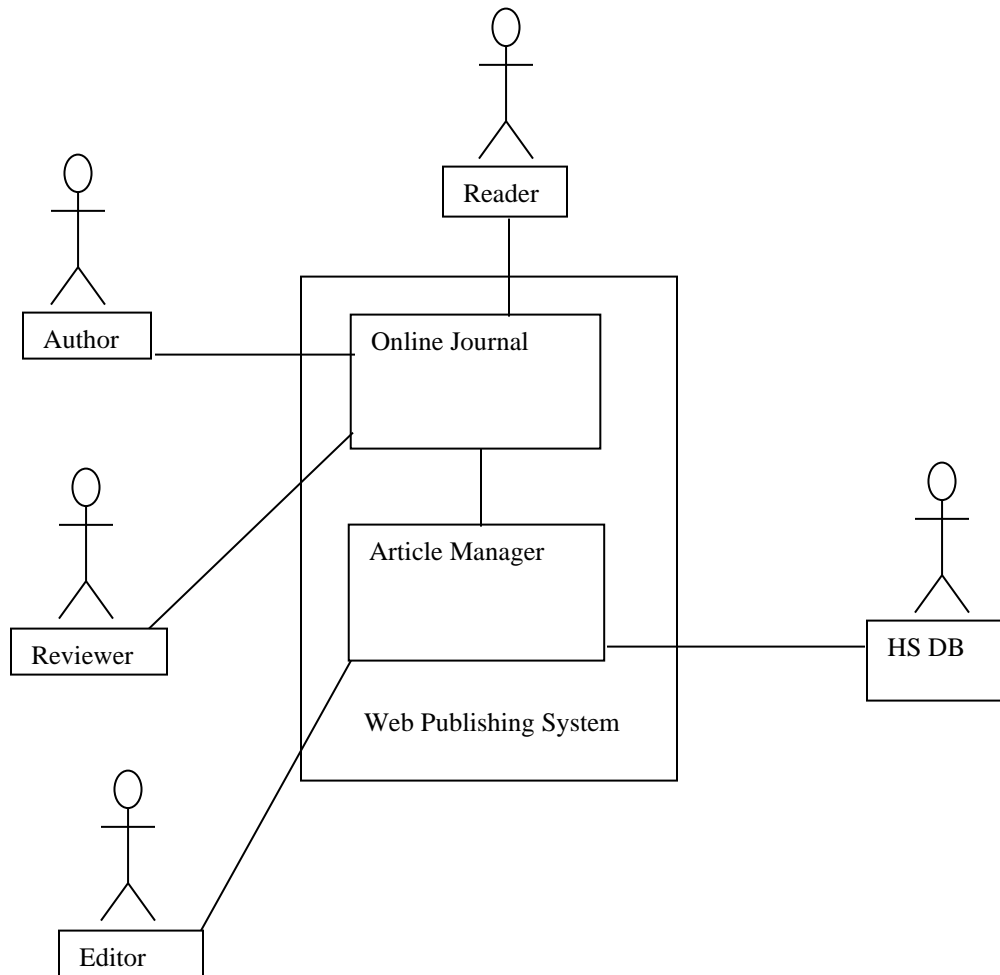 Reader
Author
Online Journal
Article Manager
Reviewer
HS DB
Web Publishing System
Editor